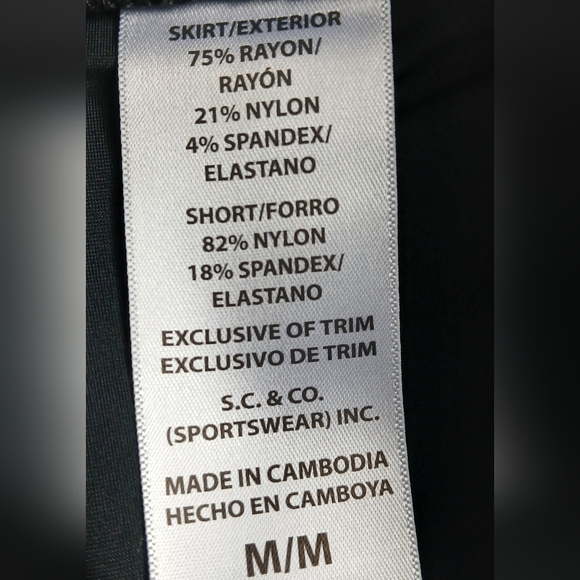 SKIRT/EXTERIOR
75% RAYON/
RAYÓN
21% NYLON
4% SPANDEX/
ELASTANO
SHORT/FORRO
82% NYLON
18% SPANDEX/
ELASTANO
EXCLUSIVE OF TRIM
EXCLUSIVO DE TRIM
S.C. & CO.
(SPORTSWEAR) INC.
MADE IN CAMBODIA
HECHO EN CAMBOYA
M/M